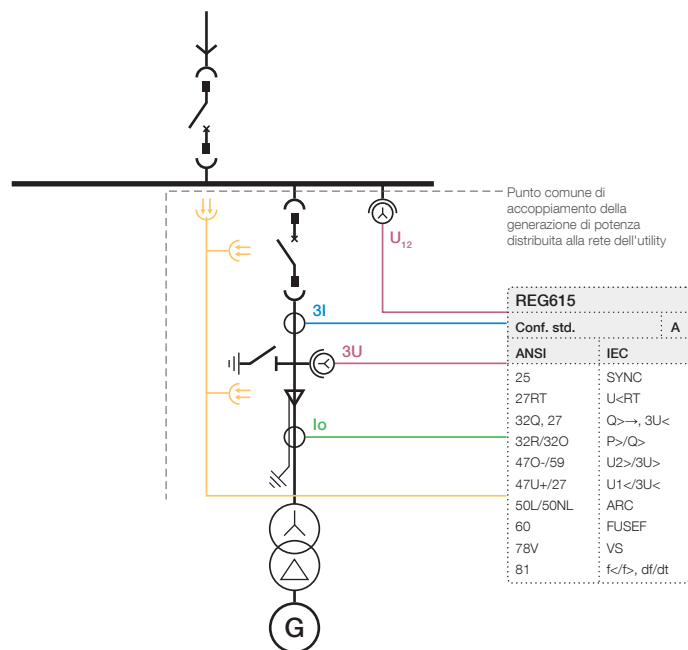 Punto comune di
accoppiamento della
generazione di potenza
distribuita alla rete dell'utility
U₁₂
REG615
3I
Conf. std. A
3U
ANSI IEC
25 SYNC
27RT U<RT
32Q, 27 Q>→, 3U<
Io
32R/32O P>/Q>
47O-/59 U2>/3U>
47U+/27 U1</3U<
50L/50NL ARC
60 FUSEF
78V VS
81 f</f>, df/dt
G